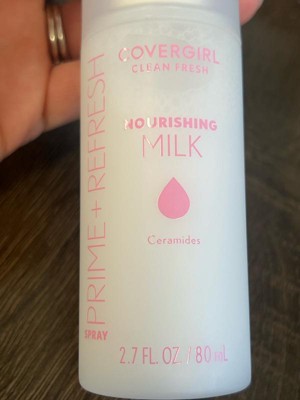 COVERGIRL
CLEAN FRESH
NOURISHING
MILK
Ceramides
PRIME + REFRESH
SPRAY
2.7 FL. OZ / 80 mL